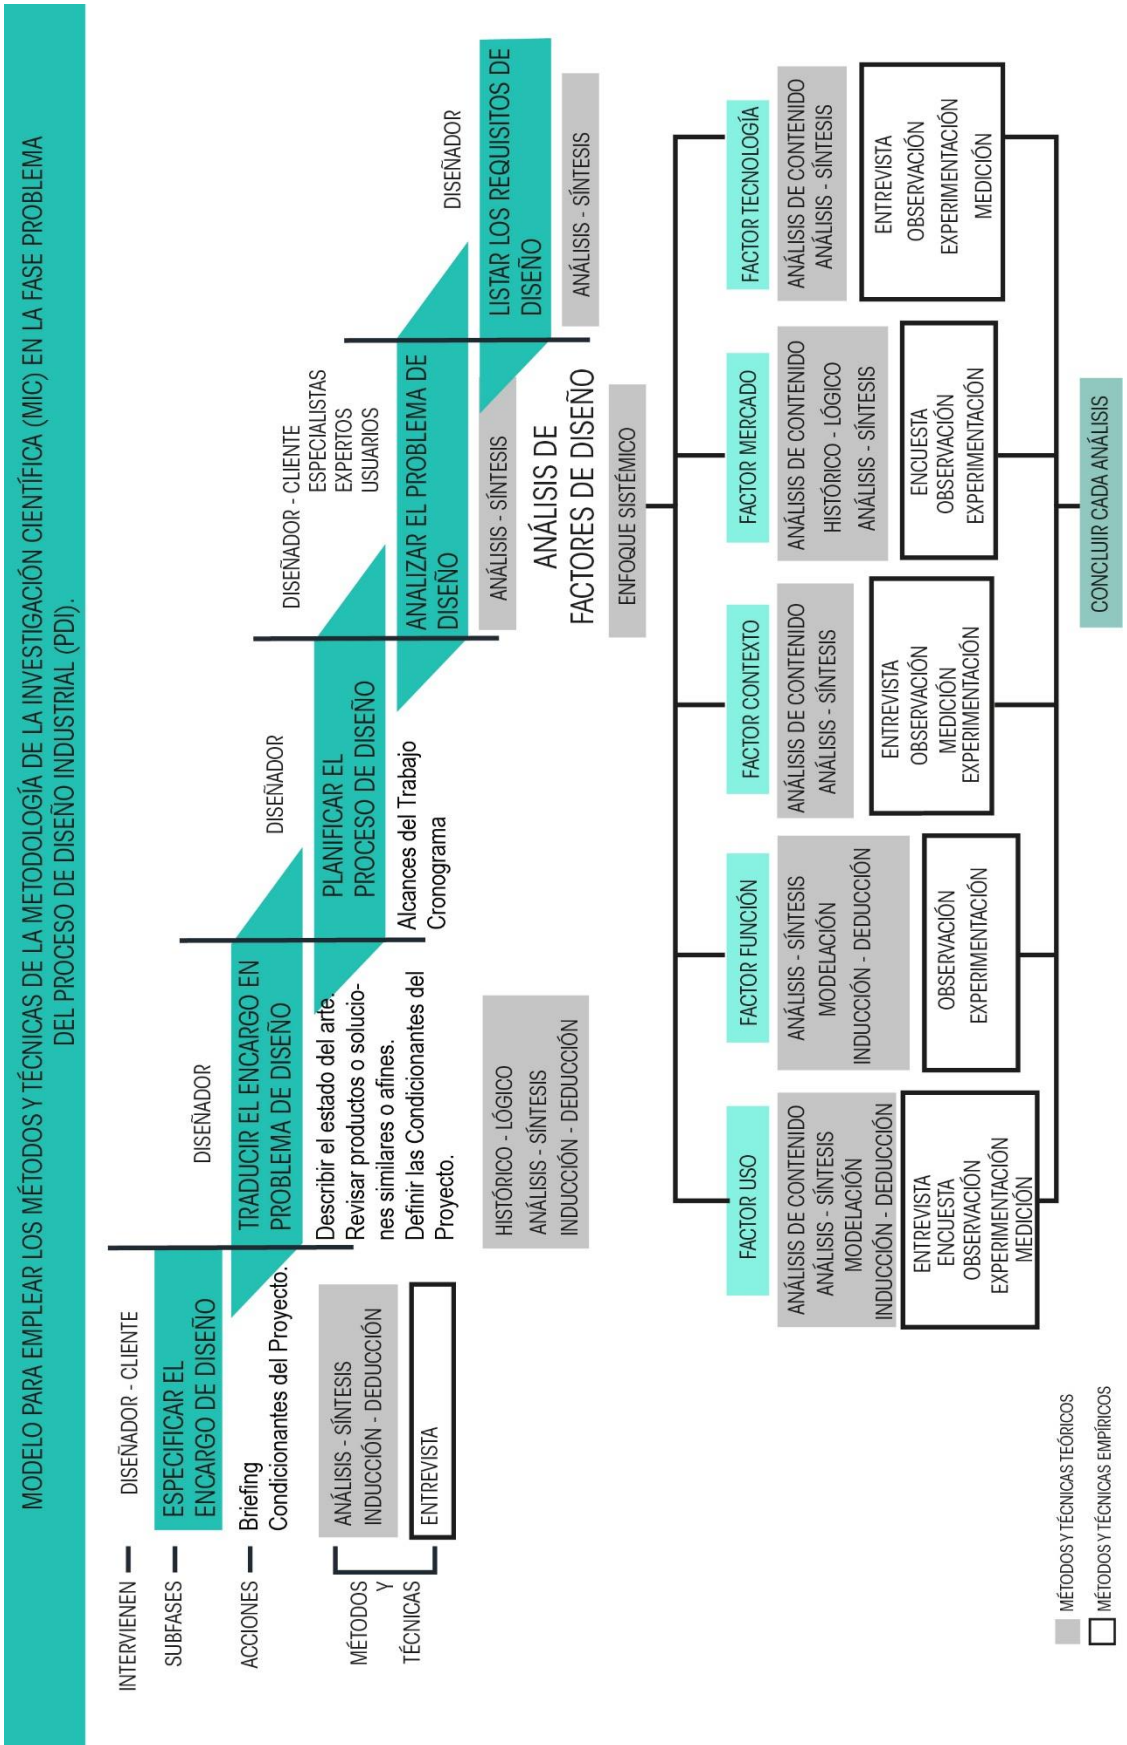 MODELO PARA EMPLEAR LOS MÉTODOS Y TÉCNICAS DE LA METODOLOGÍA DE LA INVESTIGACIÓN CIENTÍFICA (MIC) EN LA FASE PROBLEMA
DEL PROCESO DE DISEÑO INDUSTRIAL (PDI).
INTERVIENEN
DISEÑADOR - CLIENTE
SUBFASES
ESPECIFICAR EL
ENCARGO DE DISEÑO
ACCIONES
Briefing
Condicionantes del Proyecto.
MÉTODOS
Y
TÉCNICAS
ANÁLISIS - SÍNTESIS
INDUCCIÓN - DEDUCCIÓN
ENTREVISTA
DISEÑADOR
TRADUCIR EL ENCARGO EN
PROBLEMA DE DISEÑO
Describir el estado del arte.
Revisar productos o solucio-
nes similares o afines.
Definir las Condicionantes del
Proyecto.
HISTÓRICO - LÓGICO
ANÁLISIS - SÍNTESIS
INDUCCIÓN - DEDUCCIÓN
DISEÑADOR
PLANIFICAR EL
PROCESO DE DISEÑO
Alcances del Trabajo
Cronograma
DISEÑADOR - CLIENTE
ESPECIALISTAS
EXPERTOS
USUARIOS
ANALIZAR EL PROBLEMA DE
DISEÑO
ANÁLISIS - SÍNTESIS
ANÁLISIS DE
FACTORES DE DISEÑO
ENFOQUE SISTÉMICO
DISEÑADOR
LISTAR LOS REQUISITOS DE
DISEÑO
ANÁLISIS - SÍNTESIS
FACTOR USO
ANÁLISIS DE CONTENIDO
ANÁLISIS - SÍNTESIS
MODELACIÓN
INDUCCIÓN - DEDUCCIÓN
ENTREVISTA
ENCUESTA
OBSERVACIÓN
EXPERIMENTACIÓN
MEDICIÓN
FACTOR FUNCIÓN
ANÁLISIS - SÍNTESIS
MODELACIÓN
INDUCCIÓN - DEDUCCIÓN
OBSERVACIÓN
EXPERIMENTACIÓN
FACTOR CONTEXTO
ANÁLISIS DE CONTENIDO
ANÁLISIS - SÍNTESIS
ENTREVISTA
OBSERVACIÓN
MEDICIÓN
EXPERIMENTACIÓN
FACTOR MERCADO
ANÁLISIS DE CONTENIDO
HISTÓRICO - LÓGICO
ANÁLISIS - SÍNTESIS
ENCUESTA
OBSERVACIÓN
EXPERIMENTACIÓN
FACTOR TECNOLOGÍA
ANÁLISIS DE CONTENIDO
ANÁLISIS - SÍNTESIS
ENTREVISTA
OBSERVACIÓN
EXPERIMENTACIÓN
MEDICIÓN
CONCLUIR CADA ANÁLISIS
MÉTODOS Y TÉCNICAS TEÓRICOS
MÉTODOS Y TÉCNICAS EMPÍRICOS